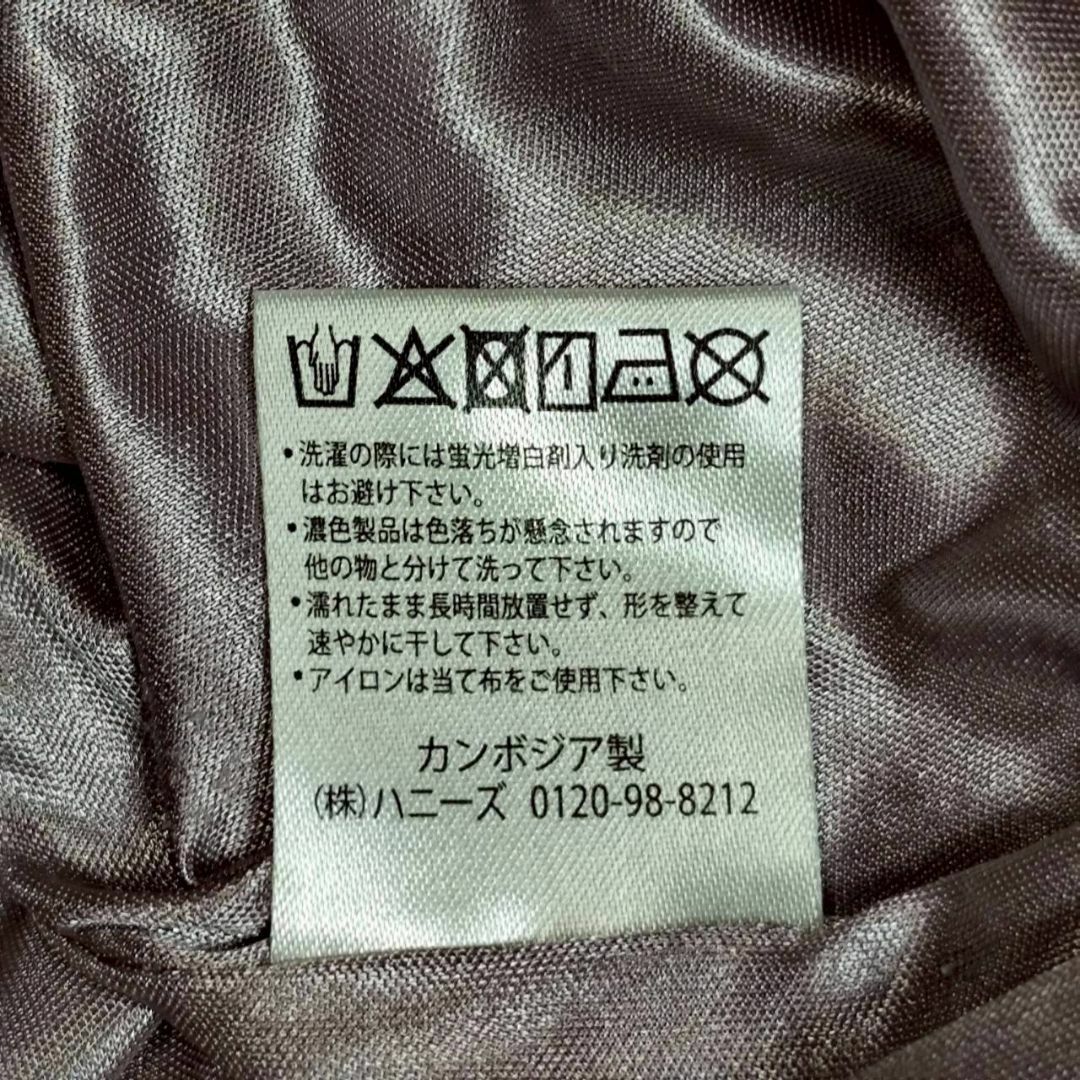 ・洗濯の際には蛍光増白剤入り洗剤の使用
はお避け下さい。
・濃色製品は色落ちが懸念されますので
他の物と分けて洗って下さい。
・濡れたまま長時間放置せず、形を整えて
速やかに干して下さい。
・アイロンは当て布をご使用下さい。
カンボジア製
(株)ハニーズ 0120-98-8212